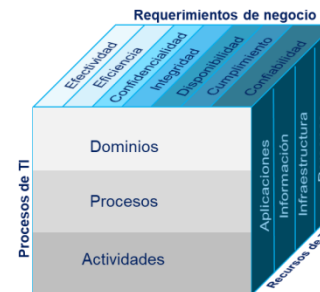 Requerimientos de negocio
Efectividad
Eficiencia
Confidencialidad
Integridad
Disponibilidad
Cumplimiento
Confiabilidad
Procesos de TI
Dominios
Procesos
Actividades
Aplicaciones
Información
Infraestructura
Recursos de